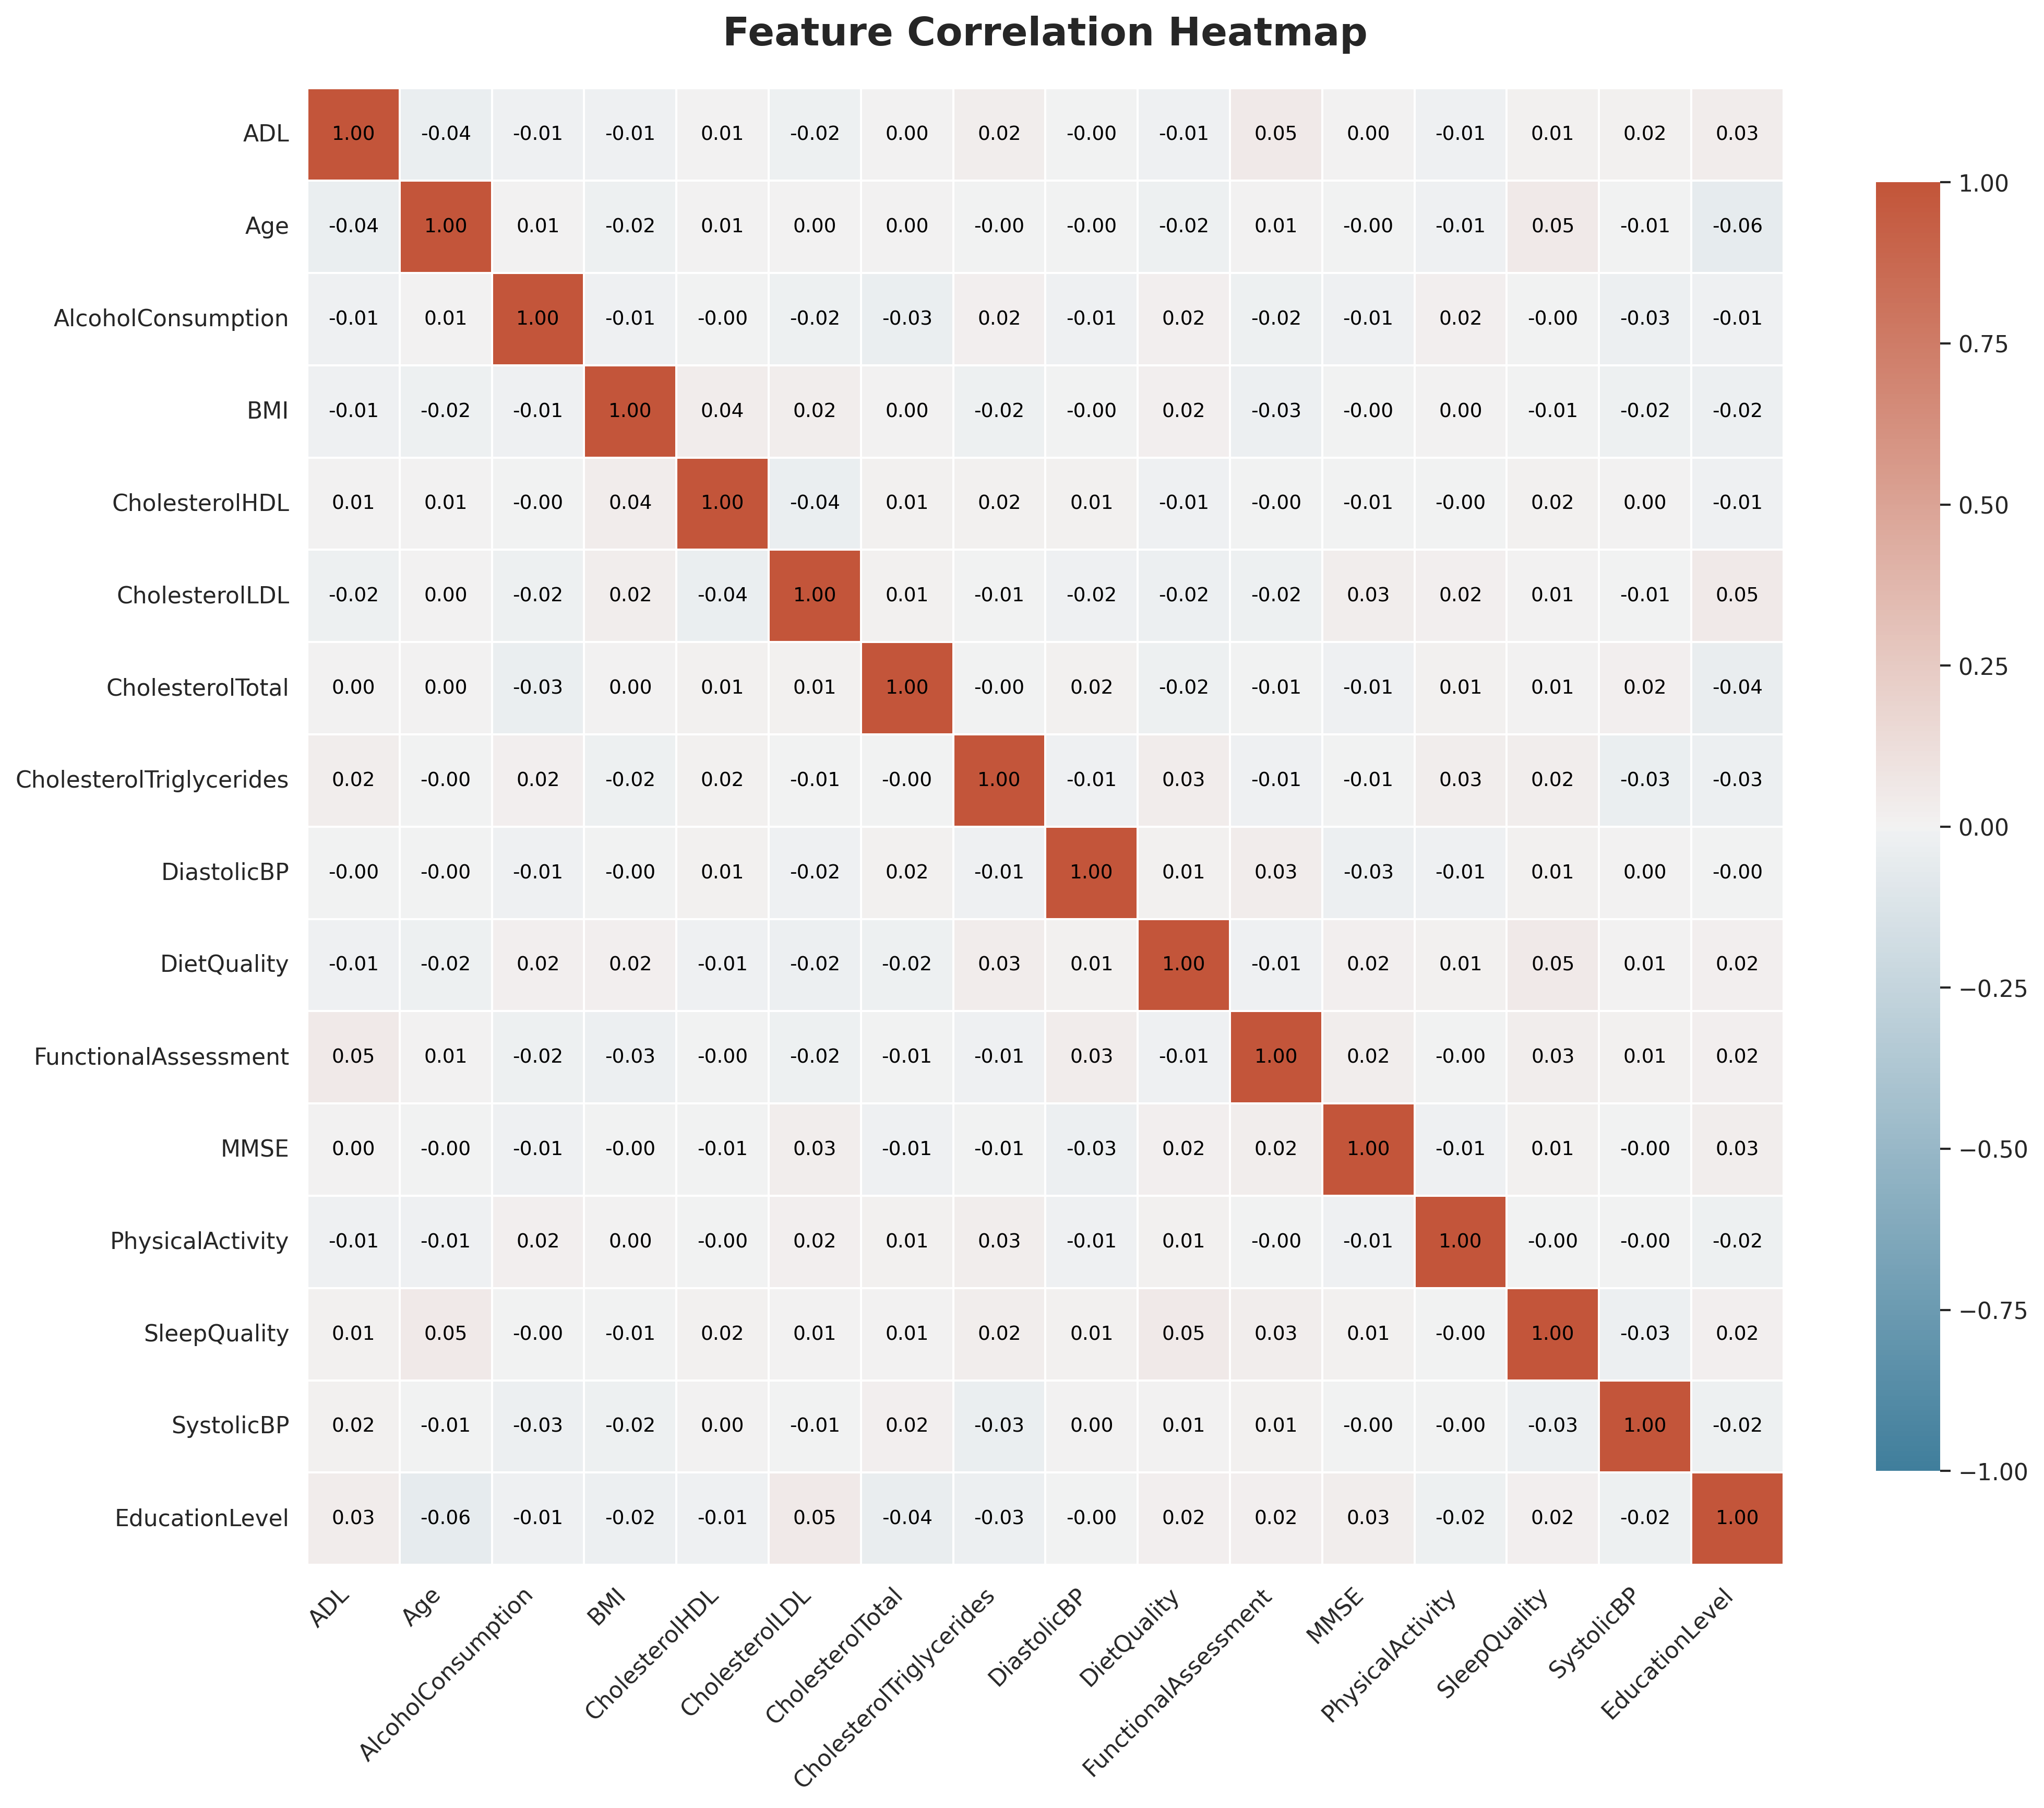 Feature Correlation Heatmap
ADL 1.00 -0.04 -0.01 -0.01 0.01 -0.02 0.00 0.02 -0.00 -0.01 0.05 0.00 -0.01 0.01 0.02 0.03
1.00
Age -0.04 1.00 0.01 -0.02 0.01 0.00 0.00 -0.00 -0.00 -0.02 0.01 -0.00 -0.01 0.05 -0.01 -0.06
AlcoholConsumption -0.01 0.01 1.00 -0.01 -0.00 -0.02 -0.03 0.02 -0.01 0.02 -0.02 -0.01 0.02 -0.00 -0.03 -0.01
0.75
BMI -0.01 -0.02 -0.01 1.00 0.04 0.02 0.00 -0.02 -0.00 0.02 -0.03 -0.00 0.00 -0.01 -0.02 -0.02
CholesterolHDL 0.01 0.01 -0.00 0.04 1.00 -0.04 0.01 0.02 0.01 -0.01 -0.00 -0.01 -0.00 0.02 0.00 -0.01
0.50
CholesterolLDL -0.02 0.00 -0.02 0.02 -0.04 1.00 0.01 -0.01 -0.02 -0.02 -0.02 0.03 0.02 0.01 -0.01 0.05
0.25
CholesterolTotal 0.00 0.00 -0.03 0.00 0.01 0.01 1.00 -0.00 0.02 -0.02 -0.01 -0.01 0.01 0.01 0.02 -0.04
CholesterolTriglycerides 0.02 -0.00 0.02 -0.02 0.02 -0.01 -0.00 1.00 -0.01 0.03 -0.01 -0.01 0.03 0.02 -0.03 -0.03
0.00
DiastolicBP -0.00 -0.00 -0.01 -0.00 0.01 -0.02 0.02 -0.01 1.00 0.01 0.03 -0.03 -0.01 0.01 0.00 -0.00
DietQuality -0.01 -0.02 0.02 0.02 -0.01 -0.02 -0.02 0.03 0.01 1.00 -0.01 0.02 0.01 0.05 0.01 0.02
−0.25
FunctionalAssessment 0.05 0.01 -0.02 -0.03 -0.00 -0.02 -0.01 -0.01 0.03 -0.01 1.00 0.02 -0.00 0.03 0.01 0.02
MMSE 0.00 -0.00 -0.01 -0.00 -0.01 0.03 -0.01 -0.01 -0.03 0.02 0.02 1.00 -0.01 0.01 -0.00 0.03
−0.50
PhysicalActivity -0.01 -0.01 0.02 0.00 -0.00 0.02 0.01 0.03 -0.01 0.01 -0.00 -0.01 1.00 -0.00 -0.00 -0.02
−0.75
SleepQuality 0.01 0.05 -0.00 -0.01 0.02 0.01 0.01 0.02 0.01 0.05 0.03 0.01 -0.00 1.00 -0.03 0.02
SystolicBP 0.02 -0.01 -0.03 -0.02 0.00 -0.01 0.02 -0.03 0.00 0.01 0.01 -0.00 -0.00 -0.03 1.00 -0.02
−1.00
EducationLevel 0.03 -0.06 -0.01 -0.02 -0.01 0.05 -0.04 -0.03 -0.00 0.02 0.02 0.03 -0.02 0.02 -0.02 1.00
ADL
Age
AlcoholConsumption
BMI
CholesterolHDL
CholesterolLDL
CholesterolTotal
CholesterolTriglycerides
DiastolicBP
DietQuality
FunctionalAssessment
MMSE
PhysicalActivity
SleepQuality
SystolicBP
EducationLevel